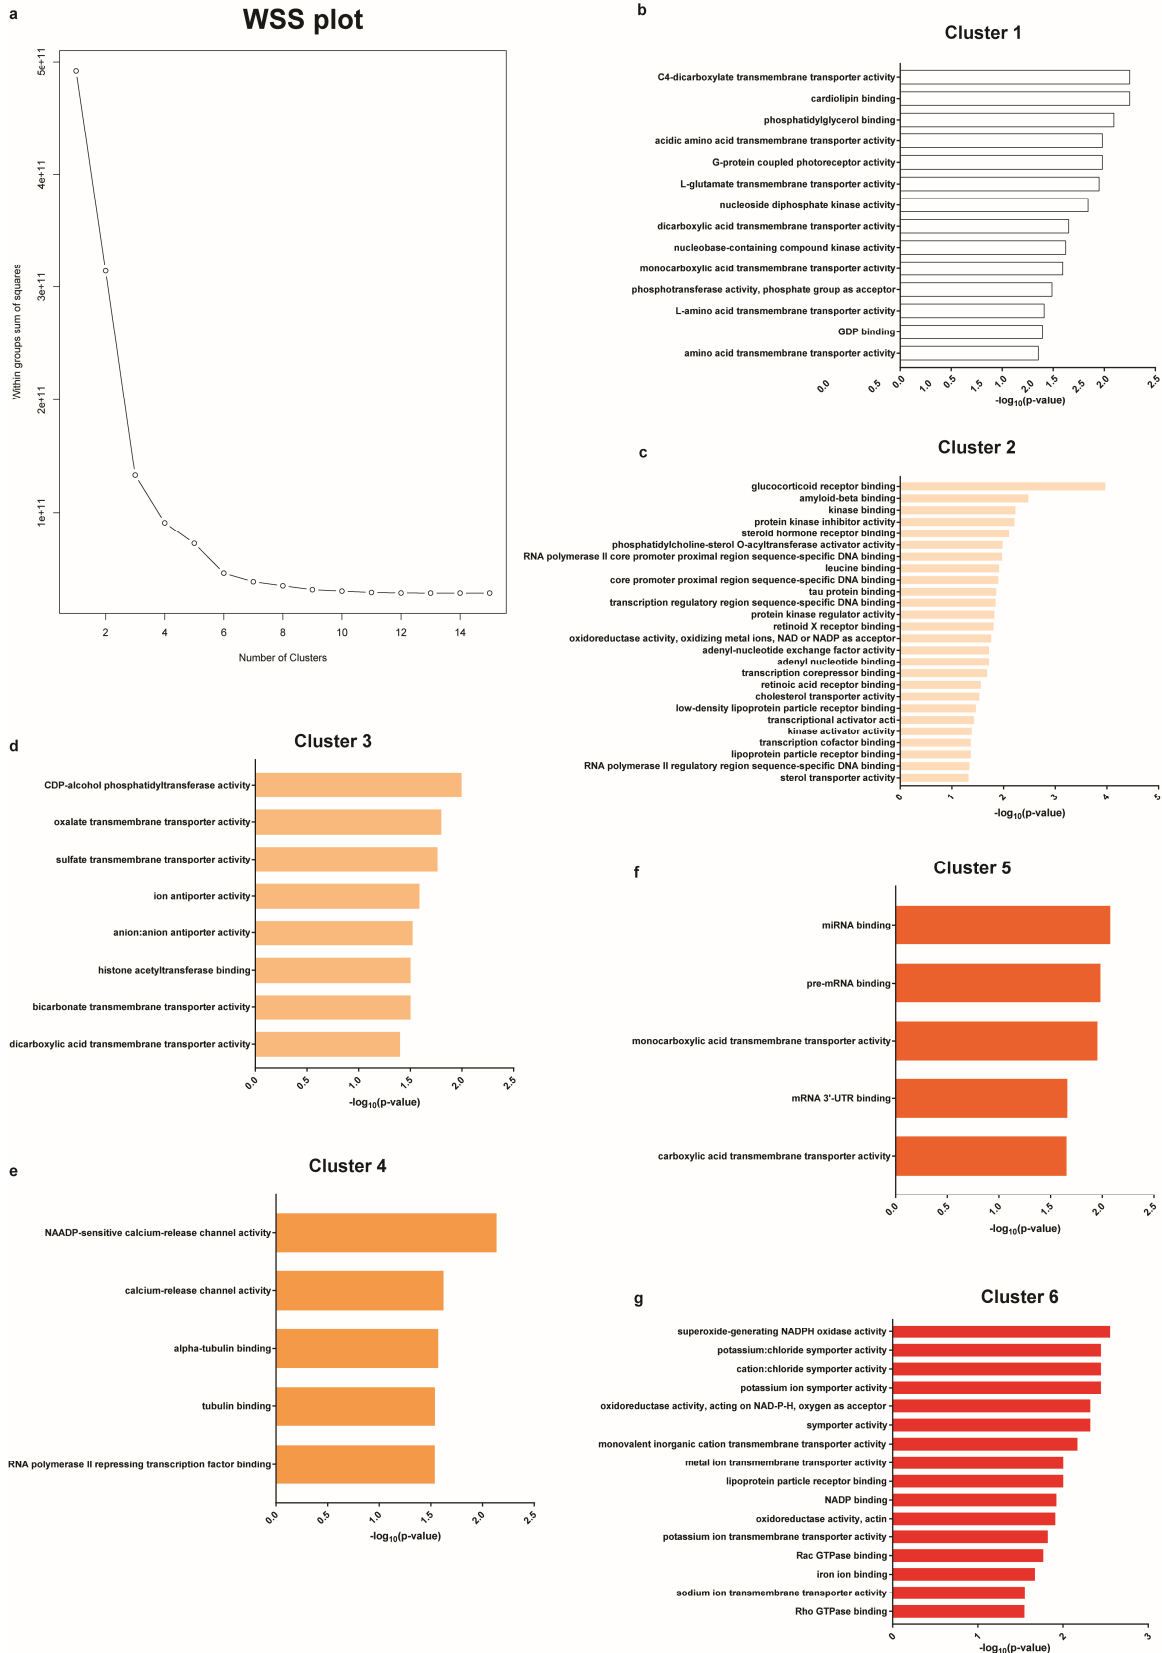 a
WSS plot
5e+11
4e+11
3e+11
2e+11
1e+11
Within groups sum of squares
2
4
6
8
10
12
14
Number of Clusters
b
Cluster 1
C4-dicarboxylate transmembrane transporter activity
cardiolipin binding
phosphatidylglycerol binding
acidic amino acid transmembrane transporter activity
G-protein coupled photoreceptor activity
L-glutamate transmembrane transporter activity
nucleoside diphosphate kinase activity
dicarboxylic acid transmembrane transporter activity
nucleobase-containing compound kinase activity
monocarboxylic acid transmembrane transporter activity
phosphotransferase activity, phosphate group as acceptor
L-amino acid transmembrane transporter activity
GDP binding
amino acid transmembrane transporter activity
0.0 0.5 0.0 1.0 0.5 1.5 1.0 2.0 1.5 2.0 2.5
-log10(p-value)
c
Cluster 2
glucocorticoid receptor binding
amyloid-beta binding
kinase binding
protein kinase inhibitor activity
steroid hormone receptor binding
phosphatidylcholine-sterol O-acyltransferase activator activity
RNA polymerase II core promoter proximal region sequence-specific DNA binding
leucine binding
core promoter proximal region sequence-specific DNA binding
tau protein binding
transcription regulatory region sequence-specific DNA binding
protein kinase regulator activity
retinoid X receptor binding
oxidoreductase activity, oxidizing metal ions, NAD or NADP as acceptor
adenyl-nucleotide exchange factor activity
adenyl nucleotide binding
transcription corepressor binding
retinoic acid receptor binding
cholesterol transporter activity
low-density lipoprotein particle receptor binding
transcriptional activator acti
kinase activator activity
transcription cofactor binding
lipoprotein particle receptor binding
RNA polymerase II regulatory region sequence-specific DNA binding
sterol transporter activity
0 1 2 3 4 5
-log10(p-value)
d
Cluster 3
CDP-alcohol phosphatidyltransferase activity
oxalate transmembrane transporter activity
sulfate transmembrane transporter activity
ion antiporter activity
anion:anion antiporter activity
histone acetyltransferase binding
bicarbonate transmembrane transporter activity
dicarboxylic acid transmembrane transporter activity
0.0 0.5 1.0 1.5 2.0 2.5
-log10(p-value)
e
Cluster 4
NAADP-sensitive calcium-release channel activity
calcium-release channel activity
alpha-tubulin binding
tubulin binding
RNA polymerase II repressing transcription factor binding
0.0 0.5 1.0 1.5 2.0 2.5
-log10(p-value)
f
Cluster 5
miRNA binding
pre-mRNA binding
monocarboxylic acid transmembrane transporter activity
mRNA 3'-UTR binding
carboxylic acid transmembrane transporter activity
0.0 0.5 1.0 1.5 2.0 2.5
-log10(p-value)
g
Cluster 6
superoxide-generating NADPH oxidase activity
potassium:chloride symporter activity
cation:chloride symporter activity
potassium ion symporter activity
oxidoreductase activity, acting on NAD-P-H, oxygen as acceptor
symporter activity
monovalent inorganic cation transmembrane transporter activity
metal ion transmembrane transporter activity
lipoprotein particle receptor binding
NADP binding
oxidoreductase activity, actin
potassium ion transmembrane transporter activity
Rac GTPase binding
iron ion binding
sodium ion transmembrane transporter activity
Rho GTPase binding
0 1 2 3
-log10(p-value)